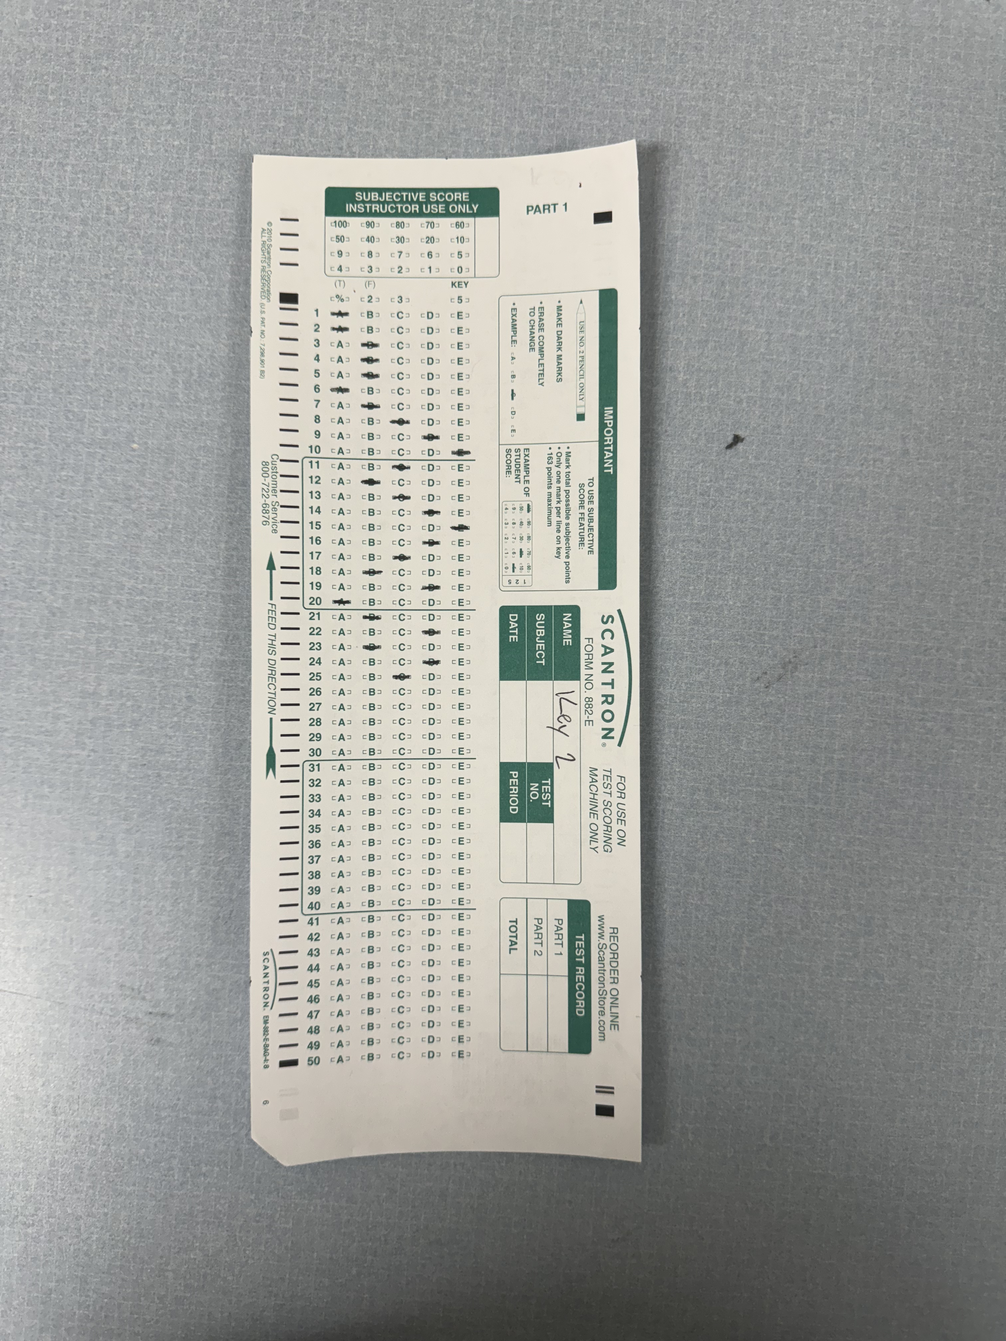 SUBJECTIVE SCORE
INSTRUCTOR USE ONLY
100 90 80 70 60
50 40 30 20 10
9 8 7 6 5
4 3 2 1 0
(T) (F) KEY
% 2 3 5
1 B C D E
2 B C D E
3 A C D E
4 A C D E
5 A C D E
6 B C D E
7 A C D E
8 A B D E
9 A B C E
10 A B C D
11 A B D E
12 A C D E
13 A B D E
14 A B C E
15 A B C D
16 A B C E
17 A B D E
18 A C D E
19 A B C E
20 B C D E
21 A C D E
22 A B C E
23 A C D E
24 A B C E
25 A B D E
26 A B C D E
27 A B C D E
28 A B C D E
29 A B C D E
30 A B C D E
31 A B C D E
32 A B C D E
33 A B C D E
34 A B C D E
35 A B C D E
36 A B C D E
37 A B C D E
38 A B C D E
39 A B C D E
40 A B C D E
41 A B C D E
42 A B C D E
43 A B C D E
44 A B C D E
45 A B C D E
46 A B C D E
47 A B C D E
48 A B C D E
49 A B C D E
50 A B C D E
PART 1
IMPORTANT
USE NO. 2 PENCIL ONLY
• MAKE DARK MARKS
• ERASE COMPLETELY
TO CHANGE
• EXAMPLE: A B D E
TO USE SUBJECTIVE
SCORE FEATURE:
• Mark total possible subjective points
• Only one mark per line on key
• 163 points maximum
EXAMPLE OF
STUDENT
SCORE:
1 2 5
SCANTRON®
FORM NO. 882-E
FOR USE ON
TEST SCORING
MACHINE ONLY
NAME Key 2
SUBJECT
TEST
NO.
DATE
PERIOD
REORDER ONLINE
www.ScantronStore.com
TEST RECORD
PART 1
PART 2
TOTAL
© 2010 Scantron Corporation
ALL RIGHTS RESERVED.
Customer Service
800-722-6876
FEED THIS DIRECTION
SCANTRON.
6